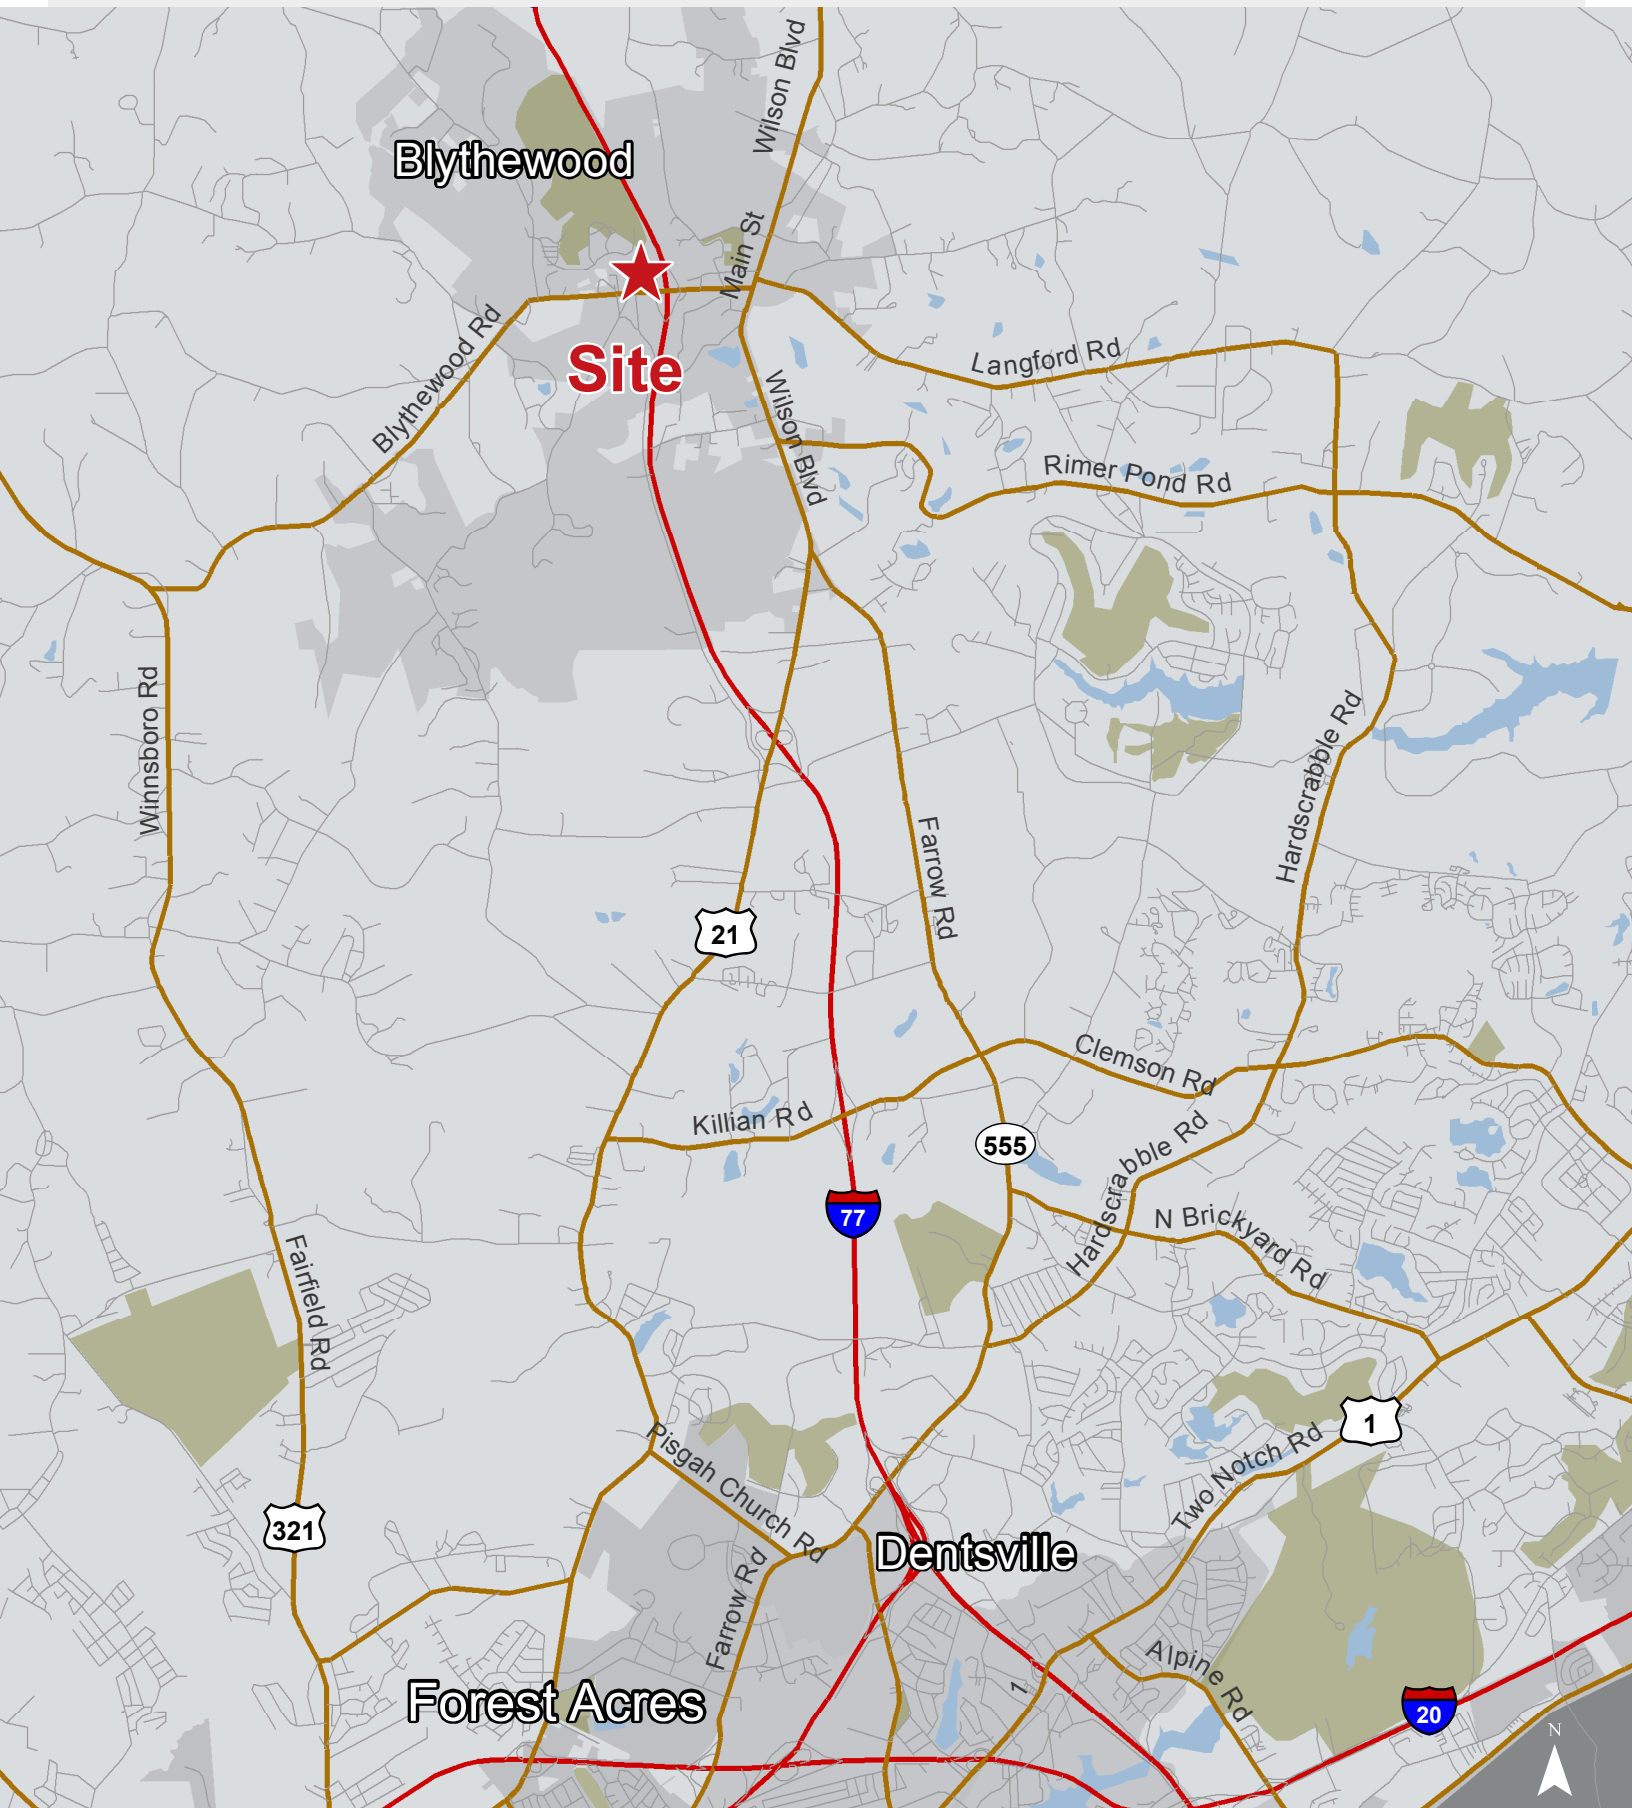 Wilson Blvd
Blythewood
Main St
Blythewood Rd
Site
Langford Rd
Wilson Blvd
Rimer Pond Rd
Winnsboro Rd
Hardscrabble Rd
Farrow Rd
21
Clemson Rd
Killian Rd
555
Hardscrabble Rd
77
N Brickyard Rd
Fairfield Rd
1
Two Notch Rd
Pisgah Church Rd
321
Dentsville
Farrow Rd
Alpine Rd
1
Forest Acres
20
N